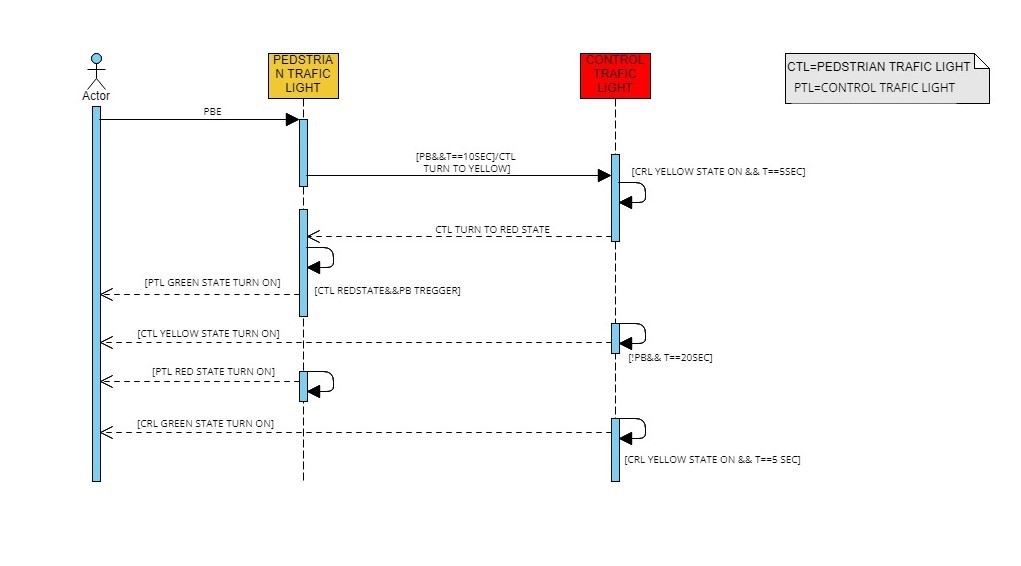 PEDSTRIA
N TRAFIC
LIGHT
CONTROL
TRAFIC
LIGHT
CTL=PEDSTRIAN TRAFIC LIGHT
PTL=CONTROL TRAFIC LIGHT
Actor
PBE
[PB&&T==10SEC]/CTL
TURN TO YELLOW]
[CRL YELLOW STATE ON && T==5SEC]
CTL TURN TO RED STATE
[PTL GREEN STATE TURN ON]
[CTL REDSTATE&&PB TREGGER]
[CTL YELLOW STATE TURN ON]
[!PB&& T==20SEC]
[PTL RED STATE TURN ON]
[CRL GREEN STATE TURN ON]
[CRL YELLOW STATE ON && T==5 SEC]